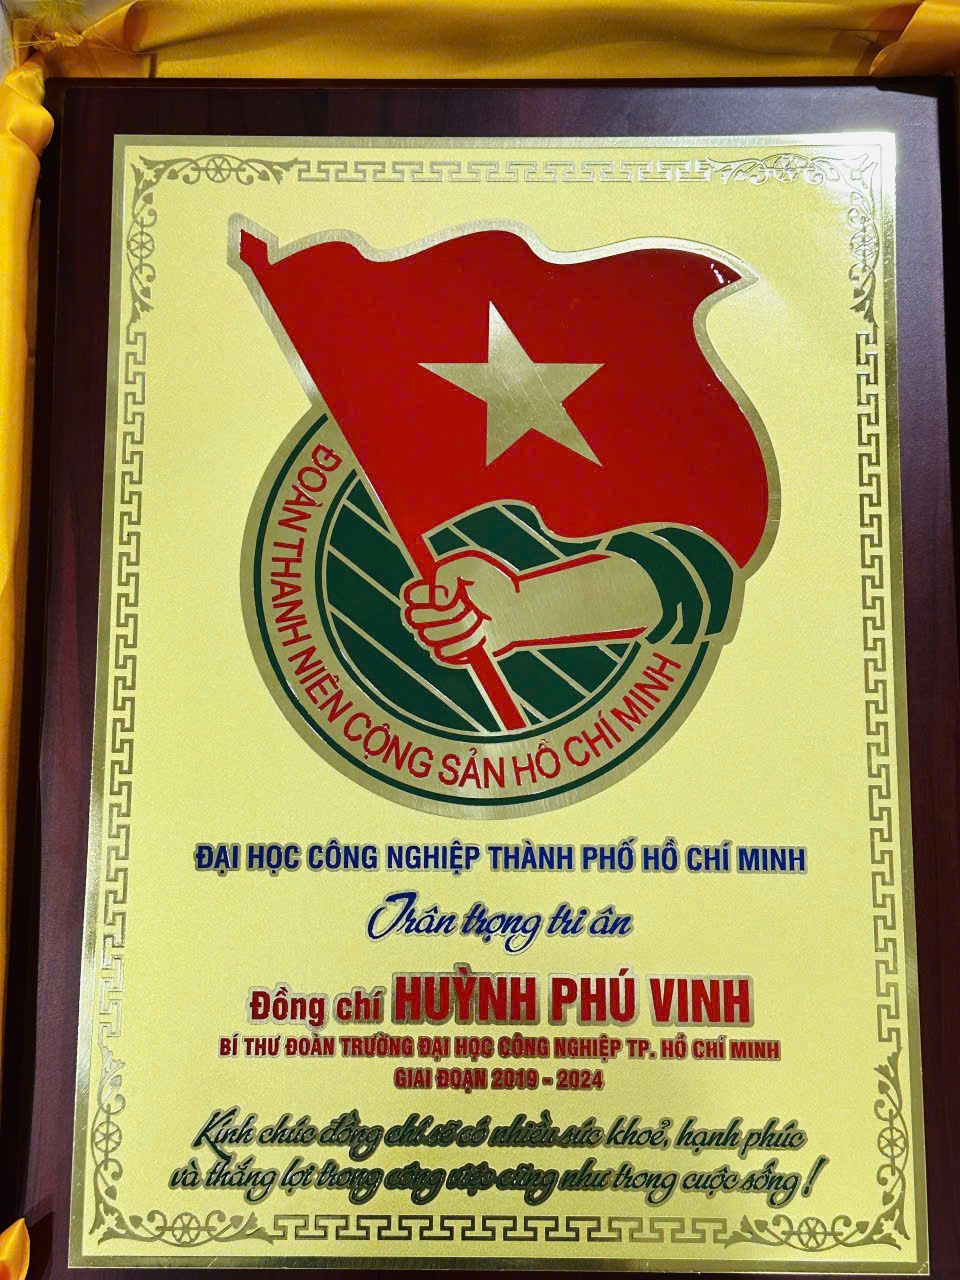 ĐOÀN THANH NIÊN CỘNG SẢN HỒ CHÍ MINH
ĐẠI HỌC CÔNG NGHIỆP THÀNH PHỐ HỒ CHÍ MINH
Trân trọng tri ân
Đồng chí HUỲNH PHÚ VINH
BÍ THƯ ĐOÀN TRƯỜNG ĐẠI HỌC CÔNG NGHIỆP TP. HỒ CHÍ MINH
GIAI ĐOẠN 2019 - 2024
Kính chúc đồng chí sẽ có nhiều sức khoẻ, hạnh phúc
và thắng lợi trong công việc cũng như trong cuộc sống!